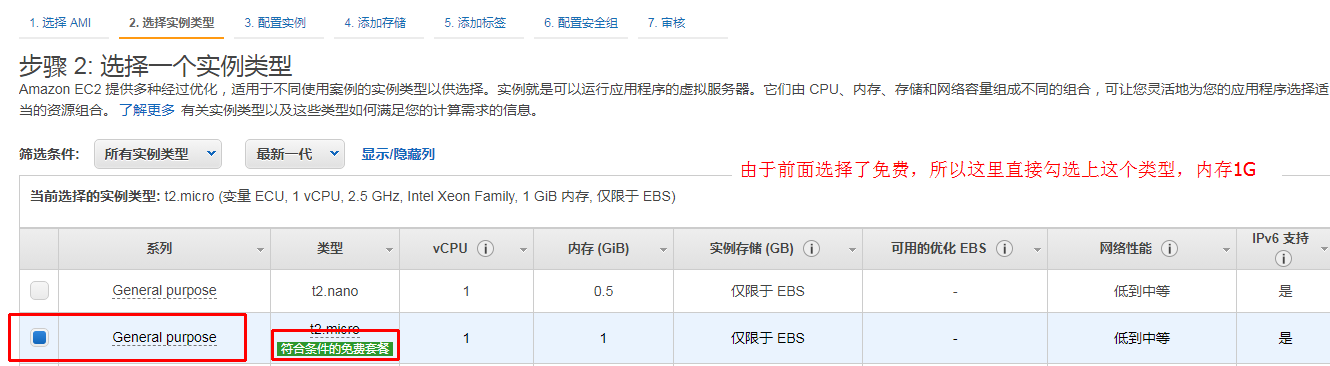 1. 选择 AMI 2. 选择实例类型 3. 配置实例 4. 添加存储 5. 添加标签 6. 配置安全组 7. 审核
步骤 2: 选择一个实例类型
Amazon EC2 提供多种经过优化，适用于不同使用案例的实例类型以供选择。实例就是可以运行应用程序的虚拟服务器。它们由 CPU、内存、存储和网络容量组成不同的组合，可让您灵活地为您的应用程序选择适
当的资源组合。 了解更多 有关实例类型以及这些类型如何满足您的计算需求的信息。
筛选条件: 所有实例类型 最新一代 显示/隐藏列
由于前面选择了免费，所以这里直接勾选上这个类型，内存1G
当前选择的实例类型: t2.micro (变量 ECU, 1 vCPU, 2.5 GHz, Intel Xeon Family, 1 GiB 内存, 仅限于 EBS)
系列 类型 vCPU 内存 (GiB) 实例存储 (GB) 可用的优化 EBS 网络性能 IPv6 支持
General purpose t2.nano 1 0.5 仅限于 EBS - 低到中等 是
General purpose t2.micro 1 1 仅限于 EBS - 低到中等 是
符合条件的免费套餐